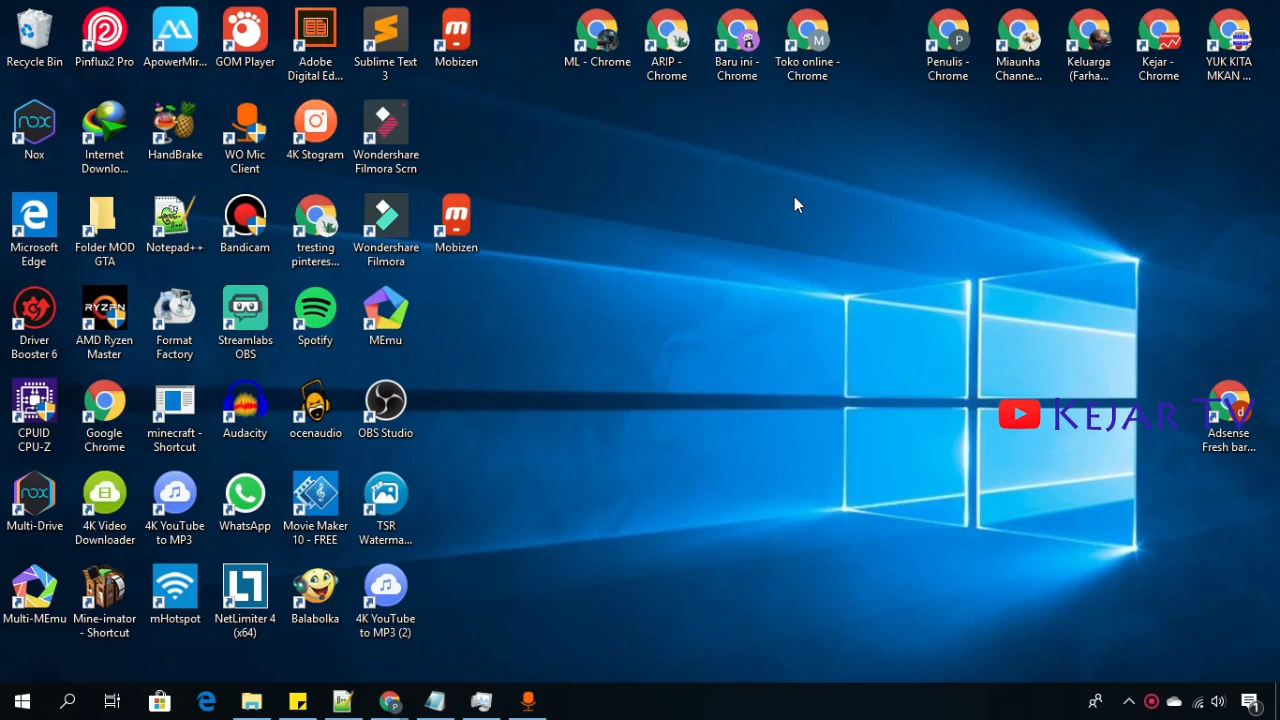 Recycle Bin
Pinflux2 Pro
ApowerMir...
GOM Player
Adobe
Digital Ed...
Sublime Text
3
Mobizen
ML - Chrome
ARIP -
Chrome
Baru ini -
Chrome
M
Toko online -
Chrome
P
Penulis -
Chrome
Miaunha
Channe...
Keluarga
(Farha...
Kejar -
Chrome
YUK KITA
MKAN ...
nox
Nox
Internet
Downlo...
HandBrake
WO Mic
Client
4K Stogram
Wondershare
Filmora Scrn
Microsoft
Edge
Folder MOD
GTA
Notepad++
Bandicam
tresting
pinteres...
Wondershare
Filmora
Mobizen
Driver
Booster 6
RYZEN
AMD Ryzen
Master
Format
Factory
Streamlabs
OBS
Spotify
MEmu
CPUID
CPU-Z
Google
Chrome
minecraft -
Shortcut
Audacity
ocenaudio
OBS Studio
KEJAR TV
d
Adsense
Fresh bar...
nox
Multi-Drive
4K Video
Downloader
4K YouTube
to MP3
WhatsApp
Movie Maker
10 - FREE
TSR
Waterma...
Multi-MEmu
Mine-imator
- Shortcut
mHotspot
NetLimiter 4
(x64)
Balabolka
4K YouTube
to MP3 (2)
P
1